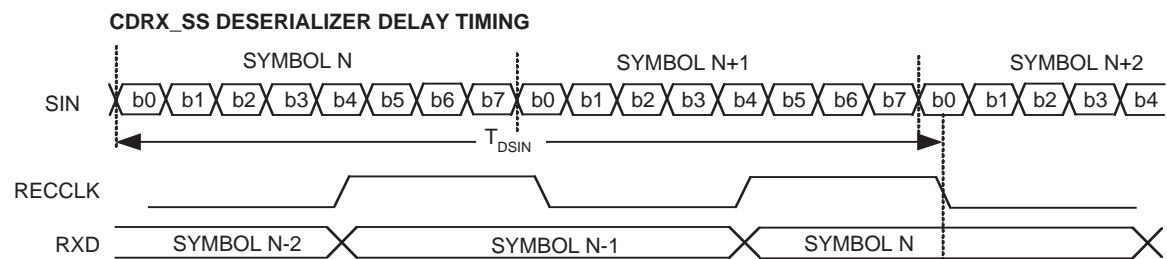 CDRX_SS DESERIALIZER DELAY TIMING
SYMBOL N SYMBOL N+1 SYMBOL N+2
SIN b0 b1 b2 b3 b4 b5 b6 b7 b0 b1 b2 b3 b4 b5 b6 b7 b0 b1 b2 b3 b4
TDSIN
RECCLK
RXD SYMBOL N-2 SYMBOL N-1 SYMBOL N